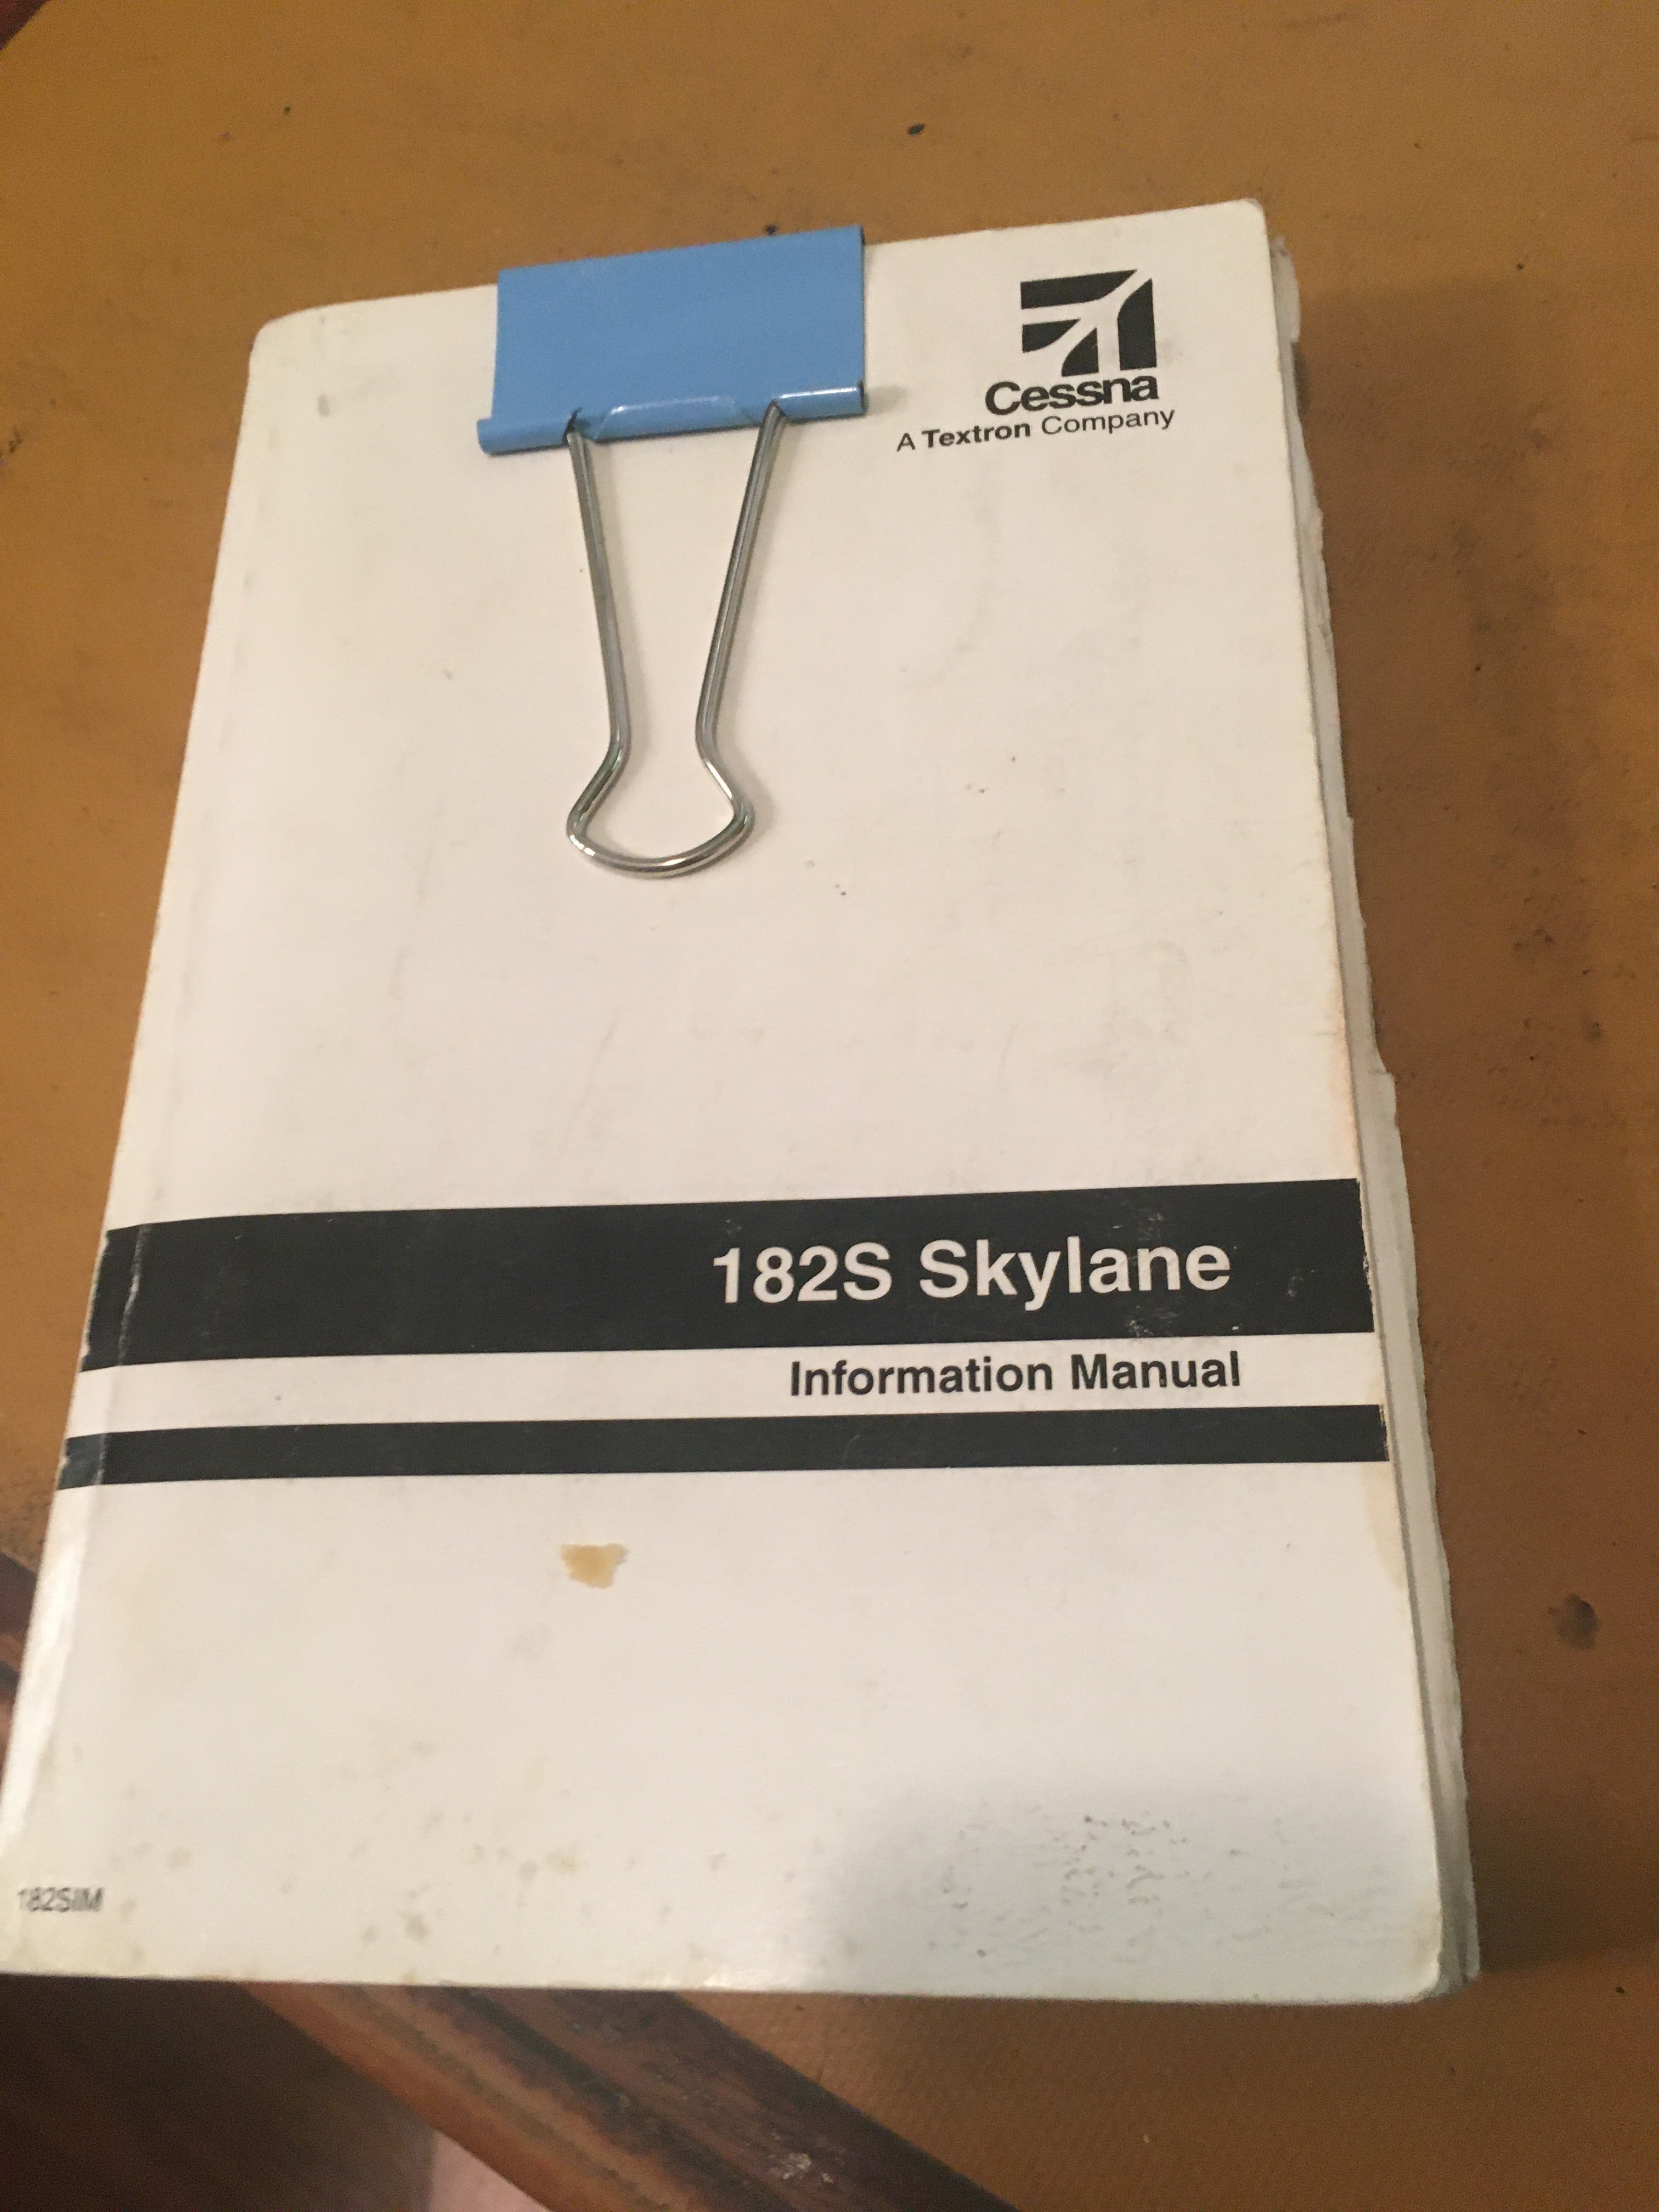 Cessna
A Textron Company
182S Skylane
Information Manual
182SIM